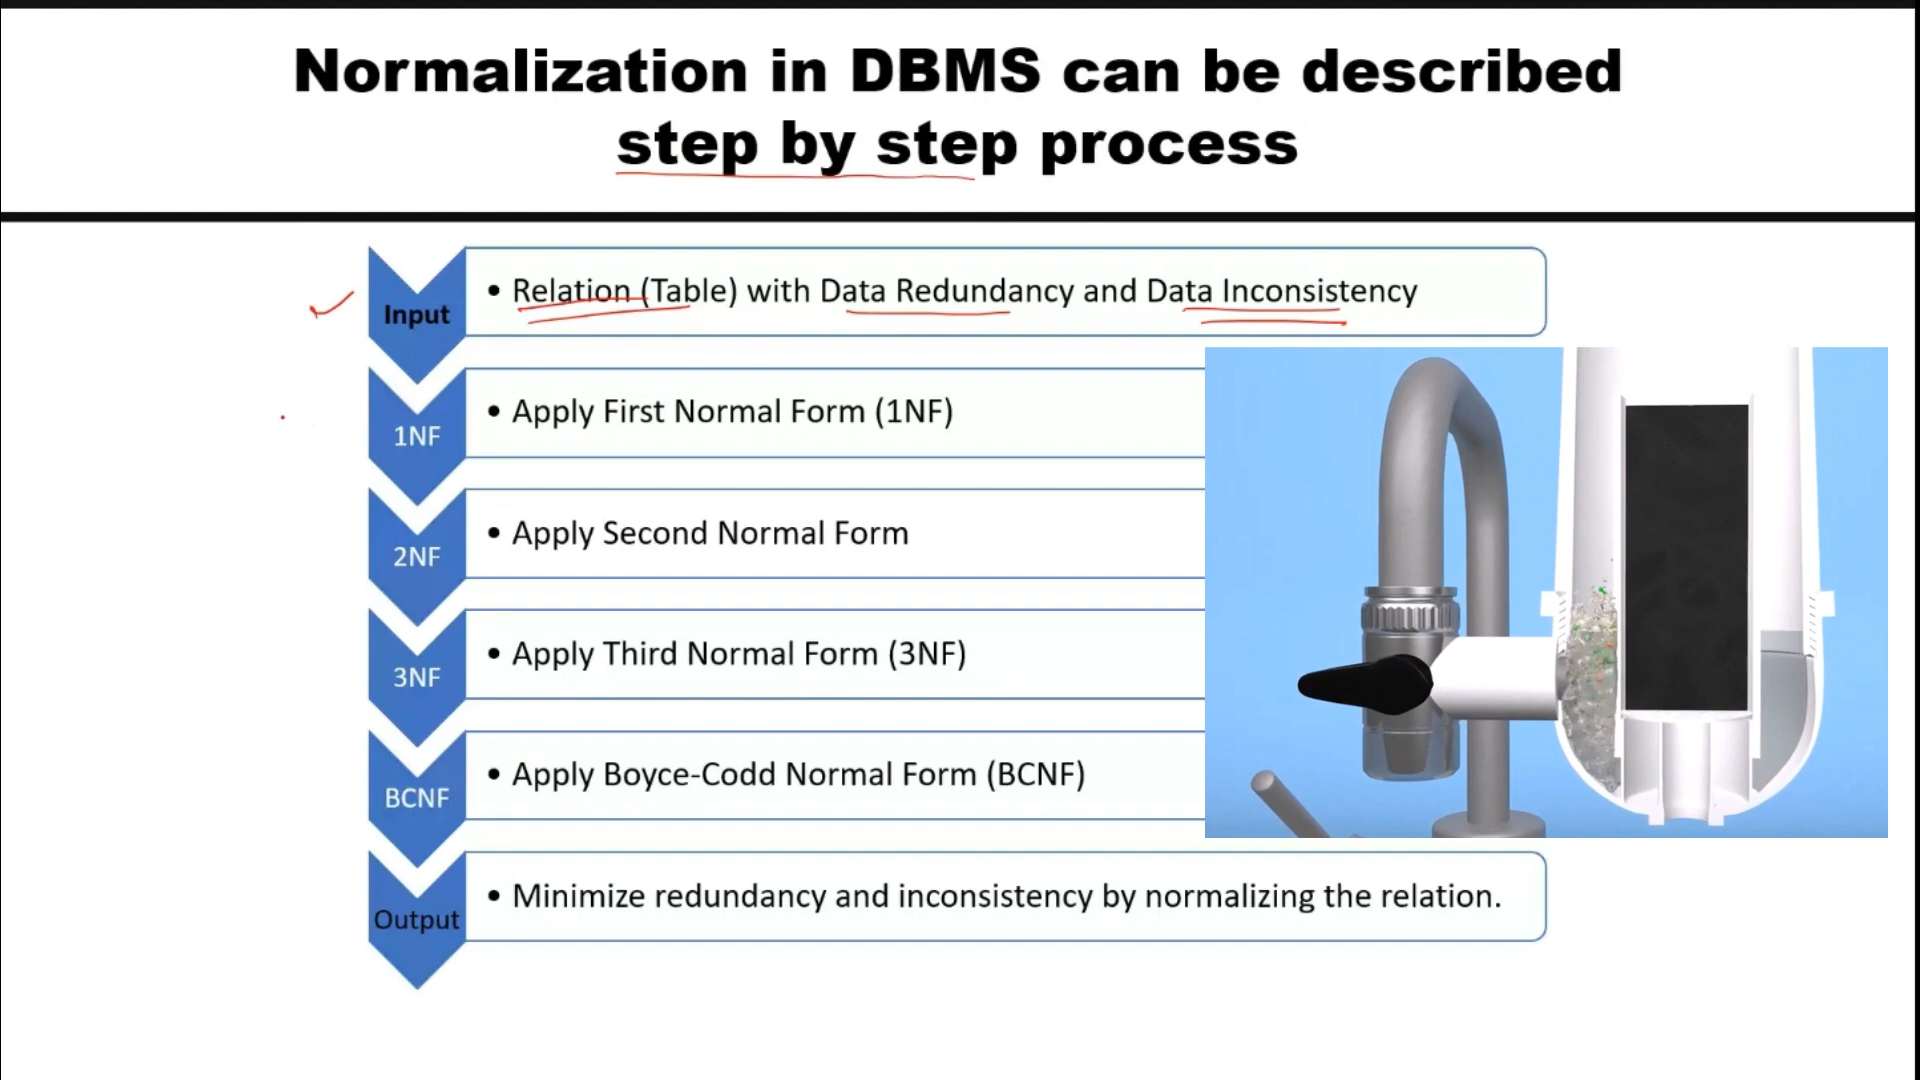 Normalization in DBMS can be described
step by step process
Input
• Relation (Table) with Data Redundancy and Data Inconsistency
1NF
• Apply First Normal Form (1NF)
2NF
• Apply Second Normal Form
3NF
• Apply Third Normal Form (3NF)
BCNF
• Apply Boyce-Codd Normal Form (BCNF)
Output
• Minimize redundancy and inconsistency by normalizing the relation.